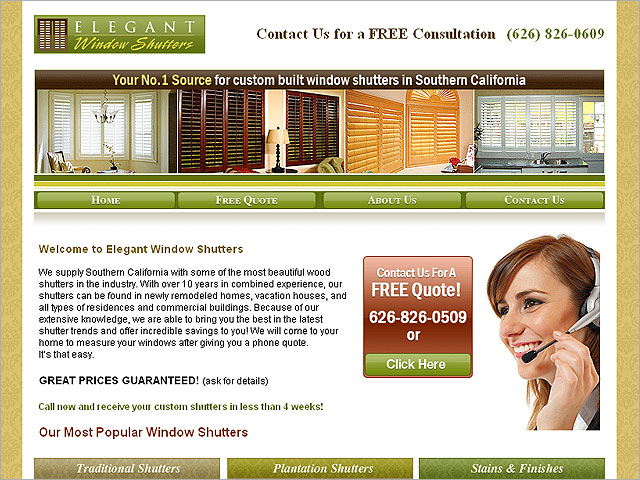 ELEGANT
Window Shutters
Contact Us for a FREE Consultation (626) 826-0609
Your No.1 Source for custom built window shutters in Southern California
HOME
FREE QUOTE
ABOUT US
CONTACT US
Welcome to Elegant Window Shutters
We supply Southern California with some of the most beautiful wood
shutters in the industry. With over 10 years in combined experience, our
shutters can be found in newly remodeled homes, vacation houses, and
all types of residences and commercial buildings. Because of our
extensive knowledge, we are able to bring you the best in the latest
shutter trends and offer incredible savings to you! We will come to your
home to measure your windows after giving you a phone quote.
It's that easy.
GREAT PRICES GUARANTEED! (ask for details)
Call now and receive your custom shutters in less than 4 weeks!
Contact Us For A
FREE Quote!
626-826-0509
or
Click Here
Our Most Popular Window Shutters
Traditional Shutters
Plantation Shutters
Stains & Finishes